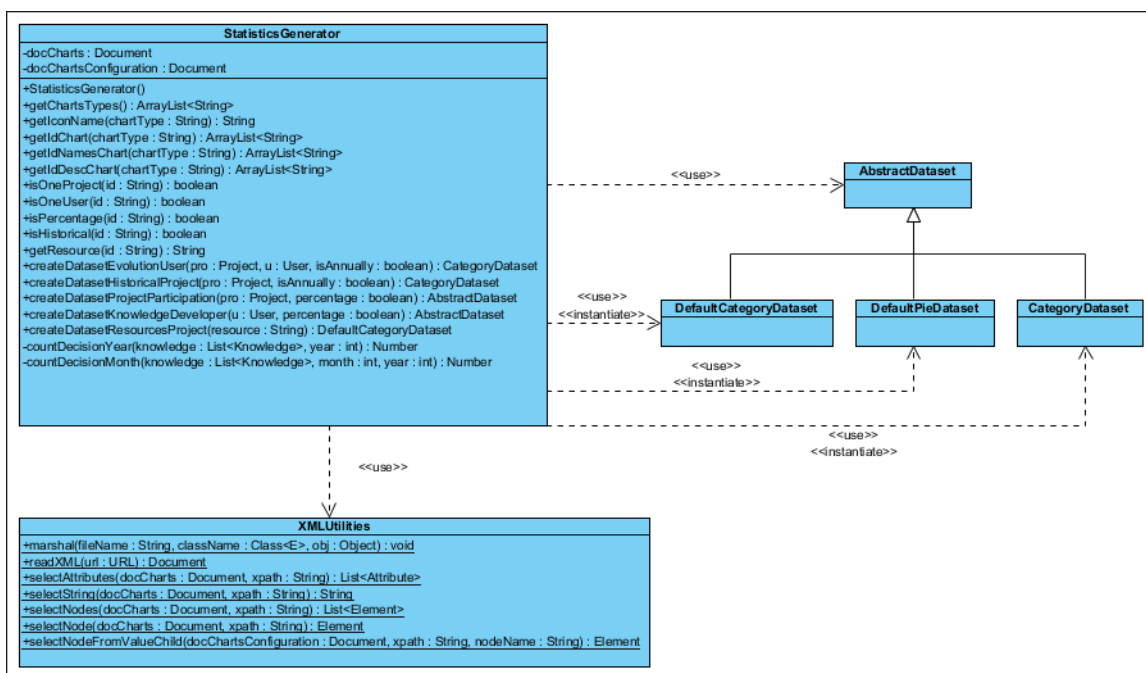 StatisticsGenerator
-docCharts : Document
-docChartsConfiguration : Document
+StatisticsGenerator()
+getChartsTypes() : ArrayList<String>
+getIconName(chartType : String) : String
+getIdChart(chartType : String) : ArrayList<String>
+getIdNamesChart(chartType : String) : ArrayList<String>
+getIdDescChart(chartType : String) : ArrayList<String>
+isOneProject(id : String) : boolean
+isOneUser(id : String) : boolean
+isPercentage(id : String) : boolean
+isHistorical(id : String) : boolean
+getResource(id : String) : String
+createDatasetEvolutionUser(pro : Project, u : User, isAnnually : boolean) : CategoryDataset
+createDatasetHistoricalProject(pro : Project, isAnnually : boolean) : CategoryDataset
+createDatasetProjectParticipation(pro : Project, percentage : boolean) : AbstractDataset
+createDatasetKnowledgeDeveloper(u : User, percentage : boolean) : AbstractDataset
+createDatasetResourcesProject(resource : String) : DefaultCategoryDataset
-countDecisionYear(knowledge : List<Knowledge>, year : int) : Number
-countDecisionMonth(knowledge : List<Knowledge>, month : int, year : int) : Number
<<use>>
AbstractDataset
<<use>>
<<instantiate>>
DefaultCategoryDataset
DefaultPieDataset
CategoryDataset
<<use>>
<<instantiate>>
<<use>>
<<instantiate>>
<<use>>
XMLUtilities
+marshal(fileName : String, className : Class<E>, obj : Object) : void
+readXML(url : URL) : Document
+selectAttributes(docCharts : Document, xpath : String) : List<Attribute>
+selectString(docCharts : Document, xpath : String) : String
+selectNodes(docCharts : Document, xpath : String) : List<Element>
+selectNode(docCharts : Document, xpath : String) : Element
+selectNodeFromValueChild(docChartsConfiguration : Document, xpath : String, nodeName : String) : Element